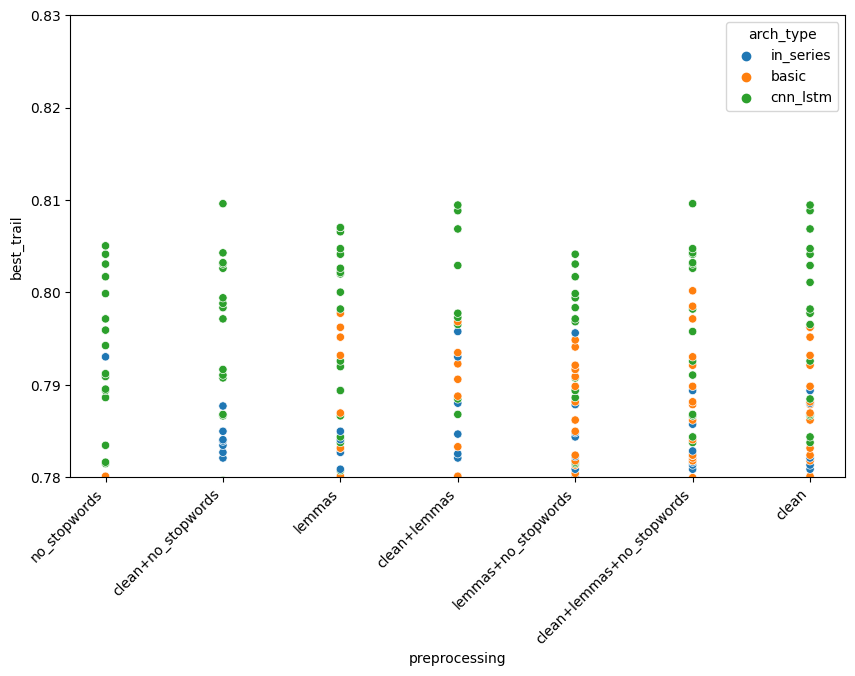 0.83
0.82
0.81
0.80
0.79
0.78
best_trail
arch_type
in_series
basic
cnn_lstm
no_stopwords
clean+no_stopwords
lemmas
clean+lemmas
lemmas+no_stopwords
clean+lemmas+no_stopwords
clean
preprocessing